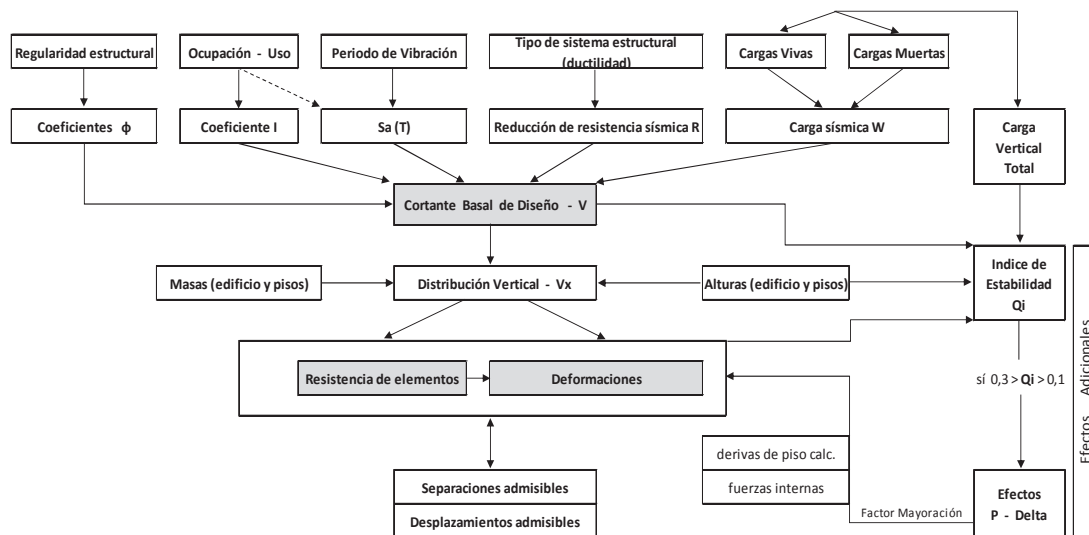 Regularidad estructural
Ocupación - Uso
Periodo de Vibración
Tipo de sistema estructural
(ductilidad)
Cargas Vivas
Cargas Muertas
Coeficientes ϕ
Coeficiente I
Sa (T)
Reducción de resistencia sísmica R
Carga sísmica W
Carga
Vertical
Total
Cortante Basal de Diseño - V
Masas (edificio y pisos)
Distribución Vertical - Vx
Alturas (edificio y pisos)
Indice de
Estabilidad
Qi
Resistencia de elementos
Deformaciones
sí 0,3 > Qi > 0,1
Efectos Adicionales
derivas de piso calc.
fuerzas internas
Separaciones admisibles
Desplazamientos admisibles
Factor Mayoración
Efectos
P - Delta